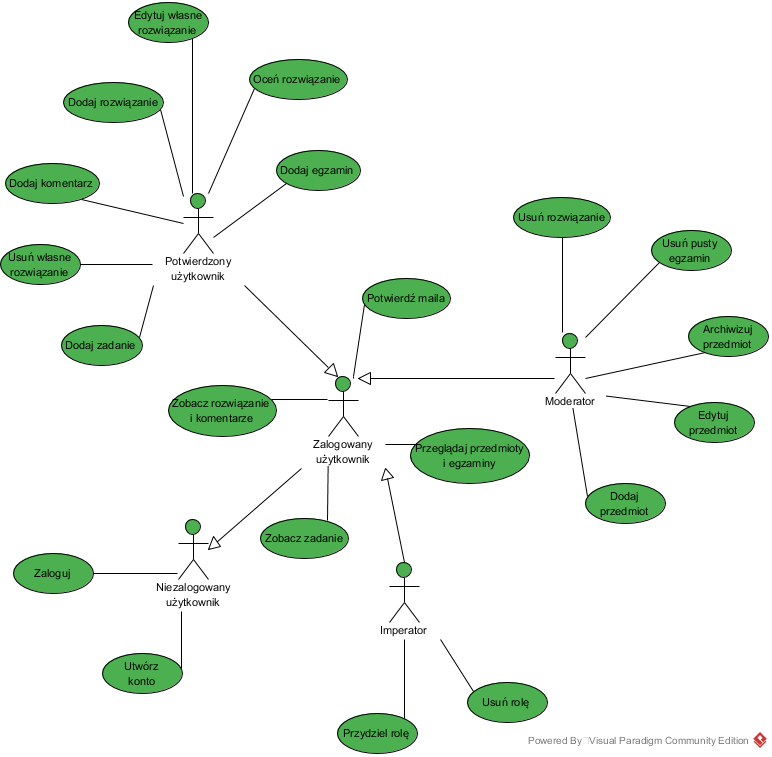 Edytuj własne
rozwiązanie
Oceń rozwiązanie
Dodaj rozwiązanie
Dodaj egzamin
Dodaj komentarz
Usuń własne
rozwiązanie
Potwierdzony
użytkownik
Dodaj zadanie
Potwierdź maila
Usuń rozwiązanie
Usuń pusty
egzamin
Archiwizuj
przedmiot
Moderator
Edytuj
przedmiot
Dodaj
przedmiot
Zobacz rozwiązanie
i komentarze
Zalogowany
użytkownik
Przeglądaj przedmioty
i egzaminy
Zobacz zadanie
Zaloguj
Niezalogowany
użytkownik
Utwórz
konto
Imperator
Usuń rolę
Przydziel rolę
Powered By Visual Paradigm Community Edition